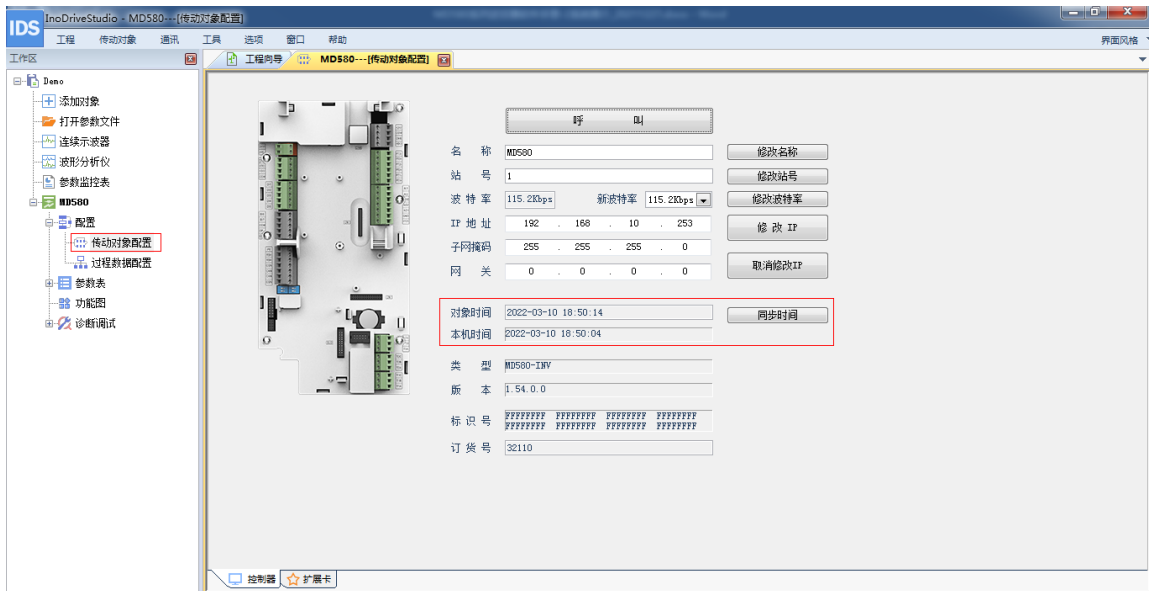 InoDriveStudio - MD580---[传动对象配置]
IDS
工程 传动对象 通讯 工具 选项 窗口 帮助 界面风格
工作区
工程向导 MD580---[传动对象配置]
Demo
添加对象
打开参数文件
连续示波器
波形分析仪
参数监控表
MD580
配置
传动对象配置
过程数据配置
参数表
功能图
诊断调试
呼 叫
名 称 MD580 修改名称
站 号 1 修改站号
波 特 率 115.2Kbps 新波特率 115.2Kbps 修改波特率
IP 地 址 192 . 168 . 10 . 253 修 改 IP
子网掩码 255 . 255 . 255 . 0
网 关 0 . 0 . 0 . 0 取消修改IP
对象时间 2022-03-10 18:50:14 同步时间
本机时间 2022-03-10 18:50:04
类 型 MD580-INV
版 本 1.54.0.0
标 识 号 FFFFFFFF FFFFFFFF FFFFFFFF FFFFFFFF
FFFFFFFF FFFFFFFF FFFFFFFF FFFFFFFF
订 货 号 32110
控制器 扩展卡